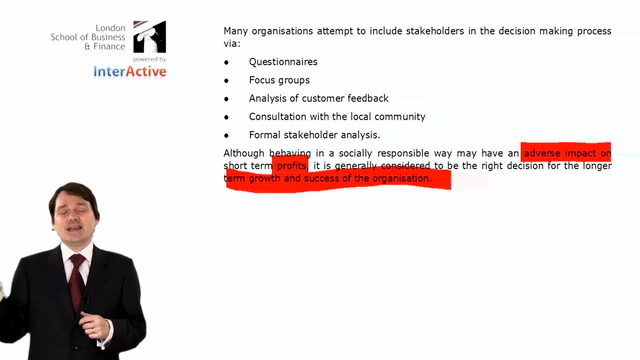 London
School of Business
& Finance
powered by
InterActive
Many organisations attempt to include stakeholders in the decision making process
via:
● Questionnaires
● Focus groups
● Analysis of customer feedback
● Consultation with the local community
● Formal stakeholder analysis.
Although behaving in a socially responsible way may have an adverse impact on
short term profits, it is generally considered to be the right decision for the longer
term growth and success of the organisation.